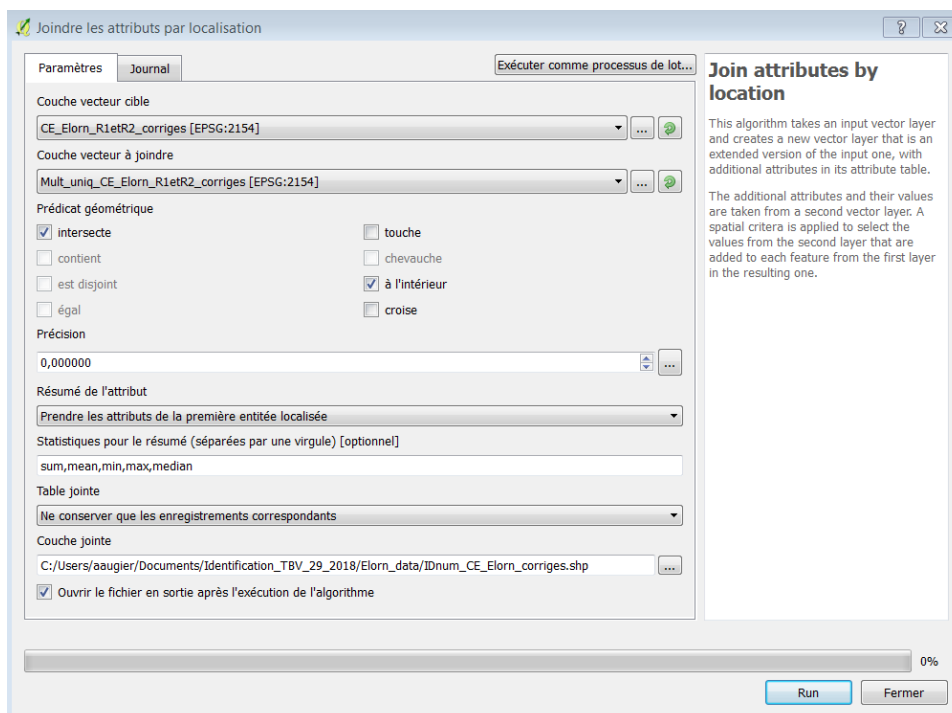 Joindre les attributs par localisation
Paramètres
Journal
Exécuter comme processus de lot...
Couche vecteur cible
CE_Elorn_R1etR2_corriges [EPSG:2154]
...
Couche vecteur à joindre
Mult_uniq_CE_Elorn_R1etR2_corriges [EPSG:2154]
...
Prédicat géométrique
intersecte
touche
contient
chevauche
est disjoint
à l'intérieur
égal
croise
Précision
0,000000
...
Résumé de l'attribut
Prendre les attributs de la première entitée localisée
Statistiques pour le résumé (séparées par une virgule) [optionnel]
sum,mean,min,max,median
Table jointe
Ne conserver que les enregistrements correspondants
Couche jointe
C:/Users/aaugier/Documents/Identification_TBV_29_2018/Elorn_data/IDnum_CE_Elorn_corriges.shp
...
Ouvrir le fichier en sortie après l'exécution de l'algorithme
Join attributes by
location
This algorithm takes an input vector layer
and creates a new vector layer that is an
extended version of the input one, with
additional attributes in its attribute table.
The additional attributes and their values
are taken from a second vector layer. A
spatial critera is applied to select the
values from the second layer that are
added to each feature from the first layer
in the resulting one.
0%
Run
Fermer